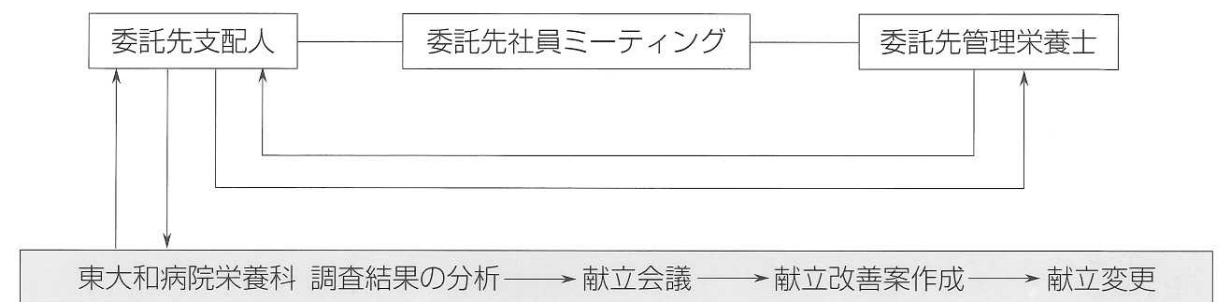 委託先支配人
委託先社員ミーティング
委託先管理栄養士
東大和病院栄養科 調査結果の分析 → 献立会議 → 献立改善案作成 → 献立変更